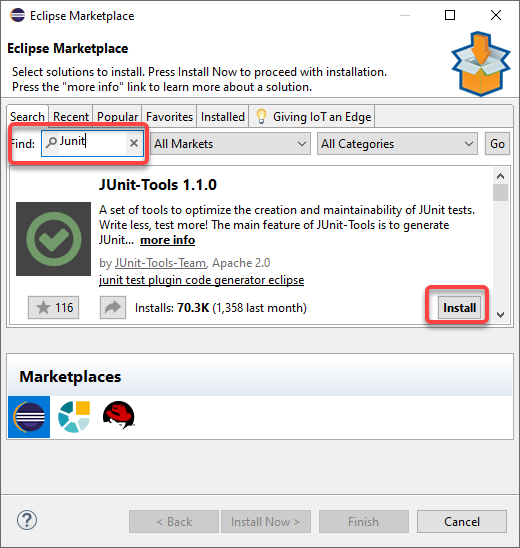 Eclipse Marketplace
Eclipse Marketplace
Select solutions to install. Press Install Now to proceed with installation.
Press the "more info" link to learn more about a solution.
Search Recent Popular Favorites Installed Giving IoT an Edge
Find: Junit All Markets All Categories Go
JUnit-Tools 1.1.0
A set of tools to optimize the creation and maintainability of JUnit tests.
Write less, test more! The main feature of JUnit-Tools is to generate
JUnit... more info
by JUnit-Tools-Team, Apache 2.0
junit test plugin code generator eclipse
116 Installs: 70.3K (1,358 last month) Install
Marketplaces
? < Back Install Now > Finish Cancel